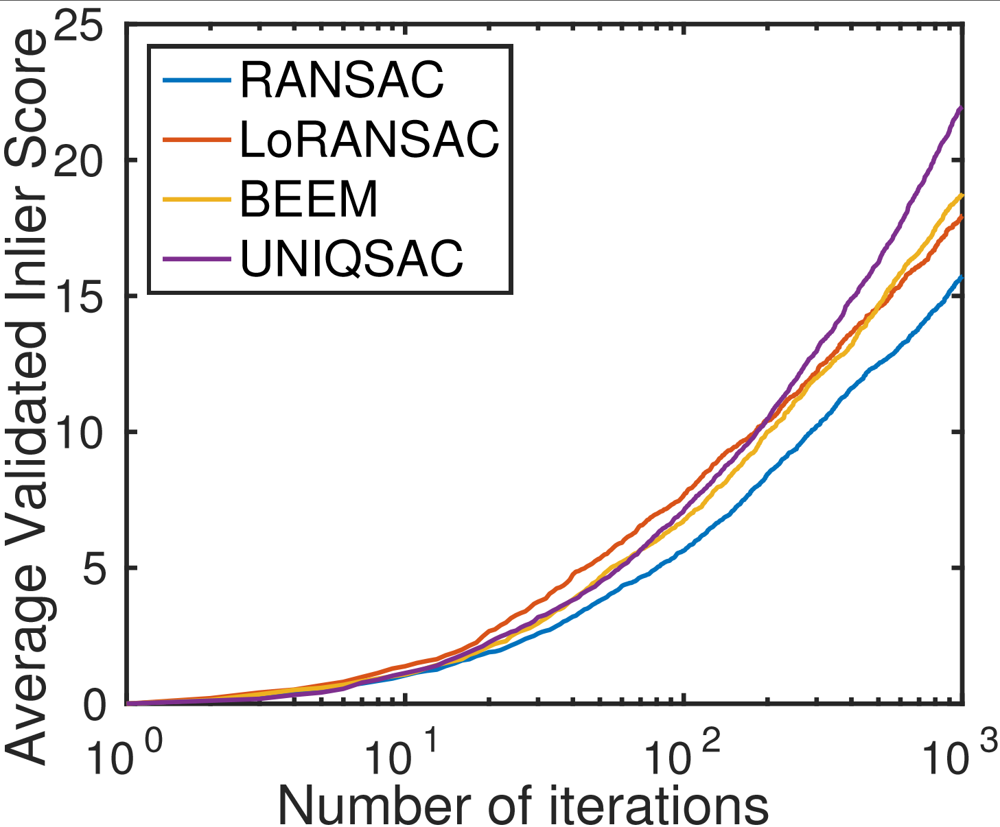 Average Validated Inlier Score
25
20
15
10
5
0
RANSAC
LoRANSAC
BEEM
UNIQSAC
10^0 10^1 10^2 10^3
Number of iterations